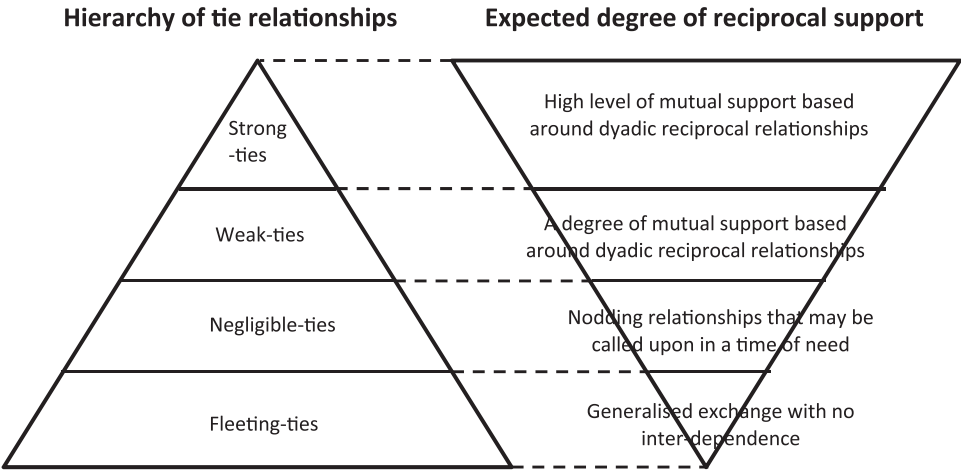 Hierarchy of tie relationships
Expected degree of reciprocal support
Strong
-ties
High level of mutual support based
around dyadic reciprocal relationships
Weak-ties
A degree of mutual support based
around dyadic reciprocal relationships
Negligible-ties
Nodding relationships that may be
called upon in a time of need
Fleeting-ties
Generalised exchange with no
inter-dependence